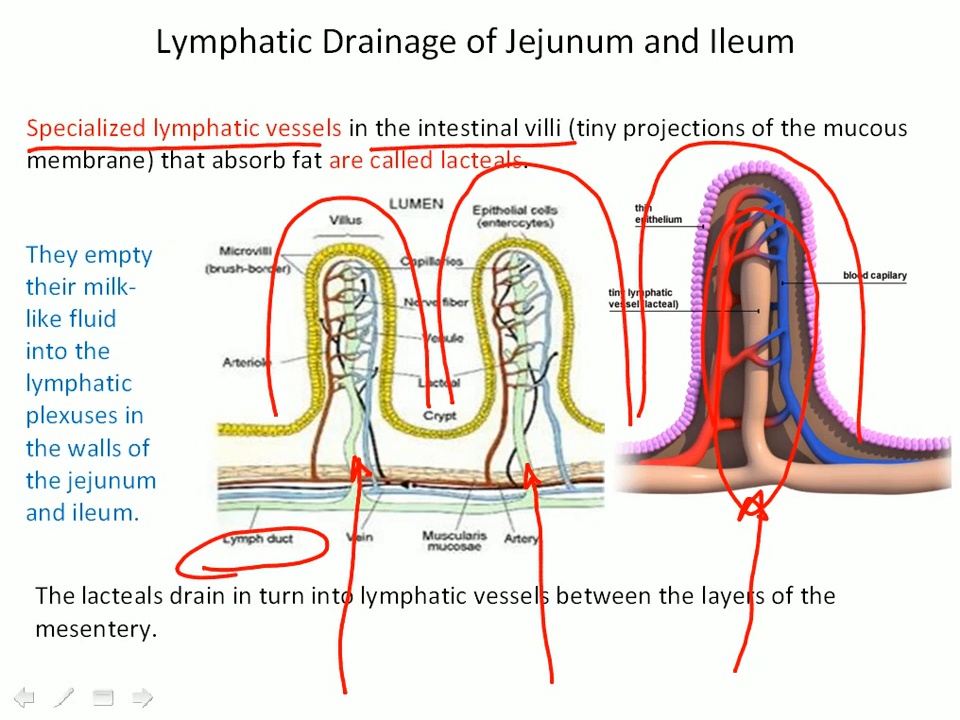 Lymphatic Drainage of Jejunum and Ileum
Specialized lymphatic vessels in the intestinal villi (tiny projections of the mucous
membrane) that absorb fat are called lacteals.
LUMEN
Villus
Epithelial cells
(enterocytes)
Microvilli
(brush-border)
Capillaries
Nerve fiber
Venule
Arteriole
Lacteal
Crypt
Lymph duct
Vein
Muscularis
mucosae
Artery
thin
epithelium
tiny lymphatic
vessel (lacteal)
blood capillary
They empty
their milk-
like fluid
into the
lymphatic
plexuses in
the walls of
the jejunum
and ileum.
The lacteals drain in turn into lymphatic vessels between the layers of the
mesentery.